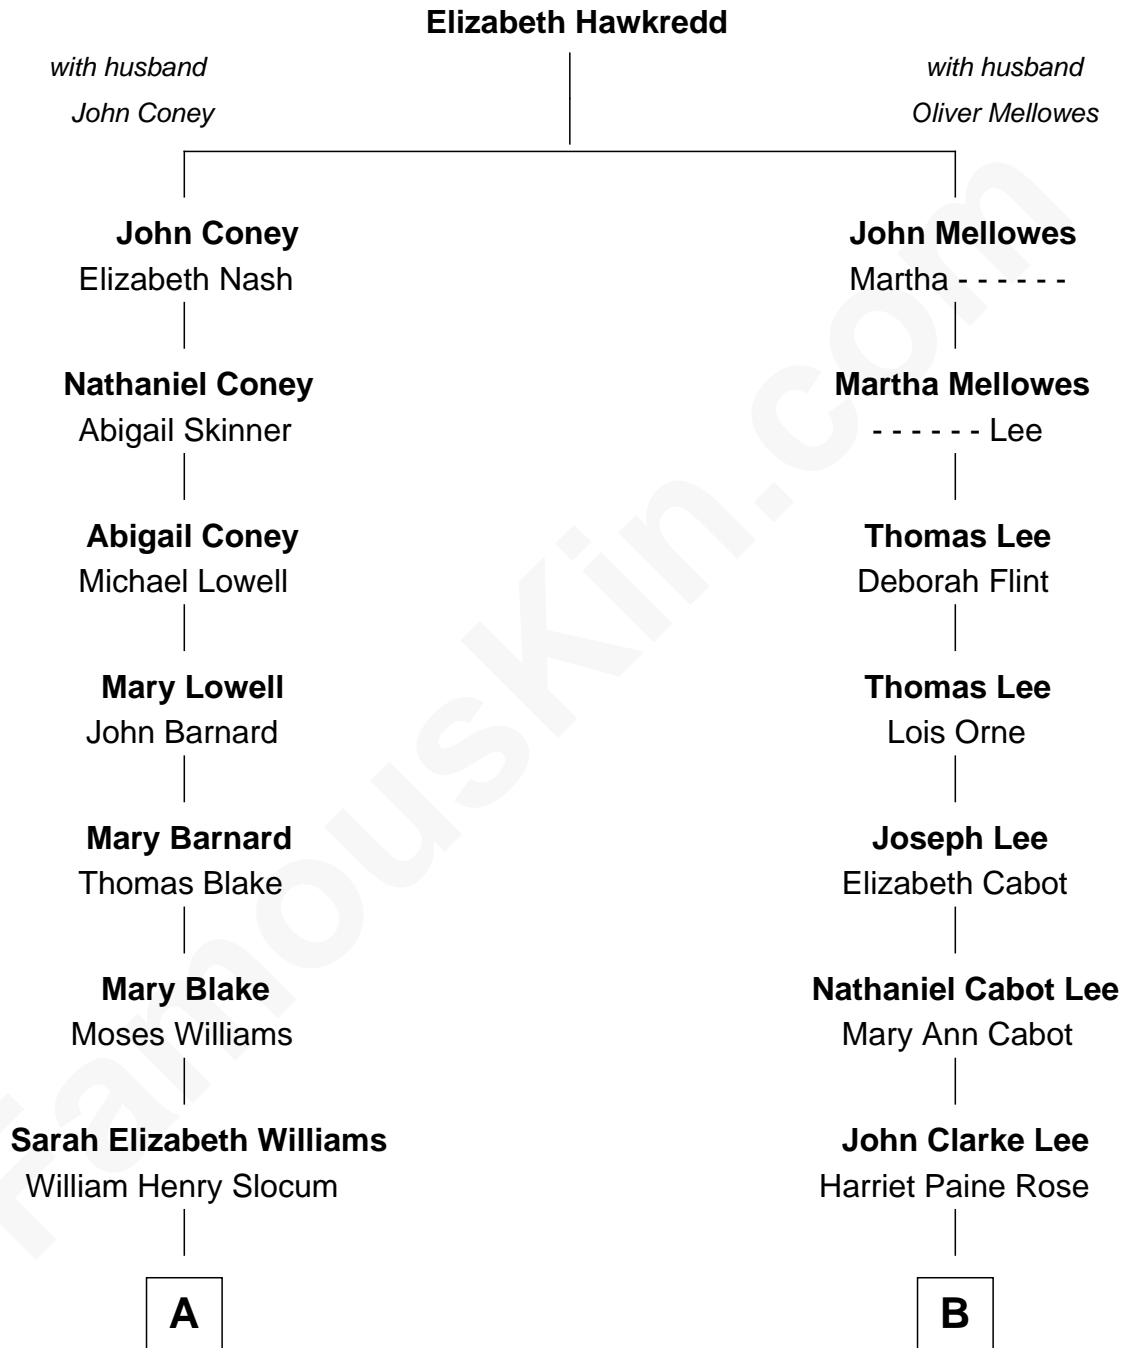 Elizabeth Hawkredd
with husband
John Coney
with husband
Oliver Mellowes
John Coney
Elizabeth Nash
John Mellowes
Martha - - - - - -
Nathaniel Coney
Abigail Skinner
Martha Mellowes
- - - - - - Lee
Abigail Coney
Michael Lowell
Thomas Lee
Deborah Flint
Mary Lowell
John Barnard
Thomas Lee
Lois Orne
Mary Barnard
Thomas Blake
Joseph Lee
Elizabeth Cabot
Mary Blake
Moses Williams
Nathaniel Cabot Lee
Mary Ann Cabot
Sarah Elizabeth Williams
William Henry Slocum
John Clarke Lee
Harriet Paine Rose
A
B
FamousKin.com